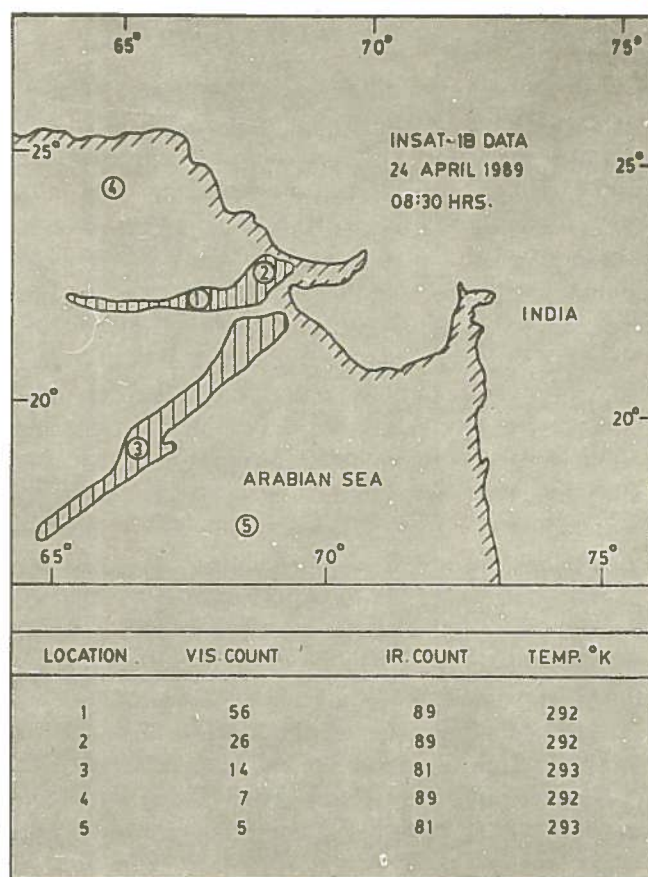 65° 70° 75°
25°
INSAT-1B DATA
24 APRIL 1989
08:30 HRS.
25°
4
2
1
INDIA
20°
20°
3
ARABIAN SEA
5
65° 70° 75°
LOCATION VIS. COUNT IR. COUNT TEMP. °K
1 56 89 292
2 26 89 292
3 14 81 293
4 7 89 292
5 5 81 293